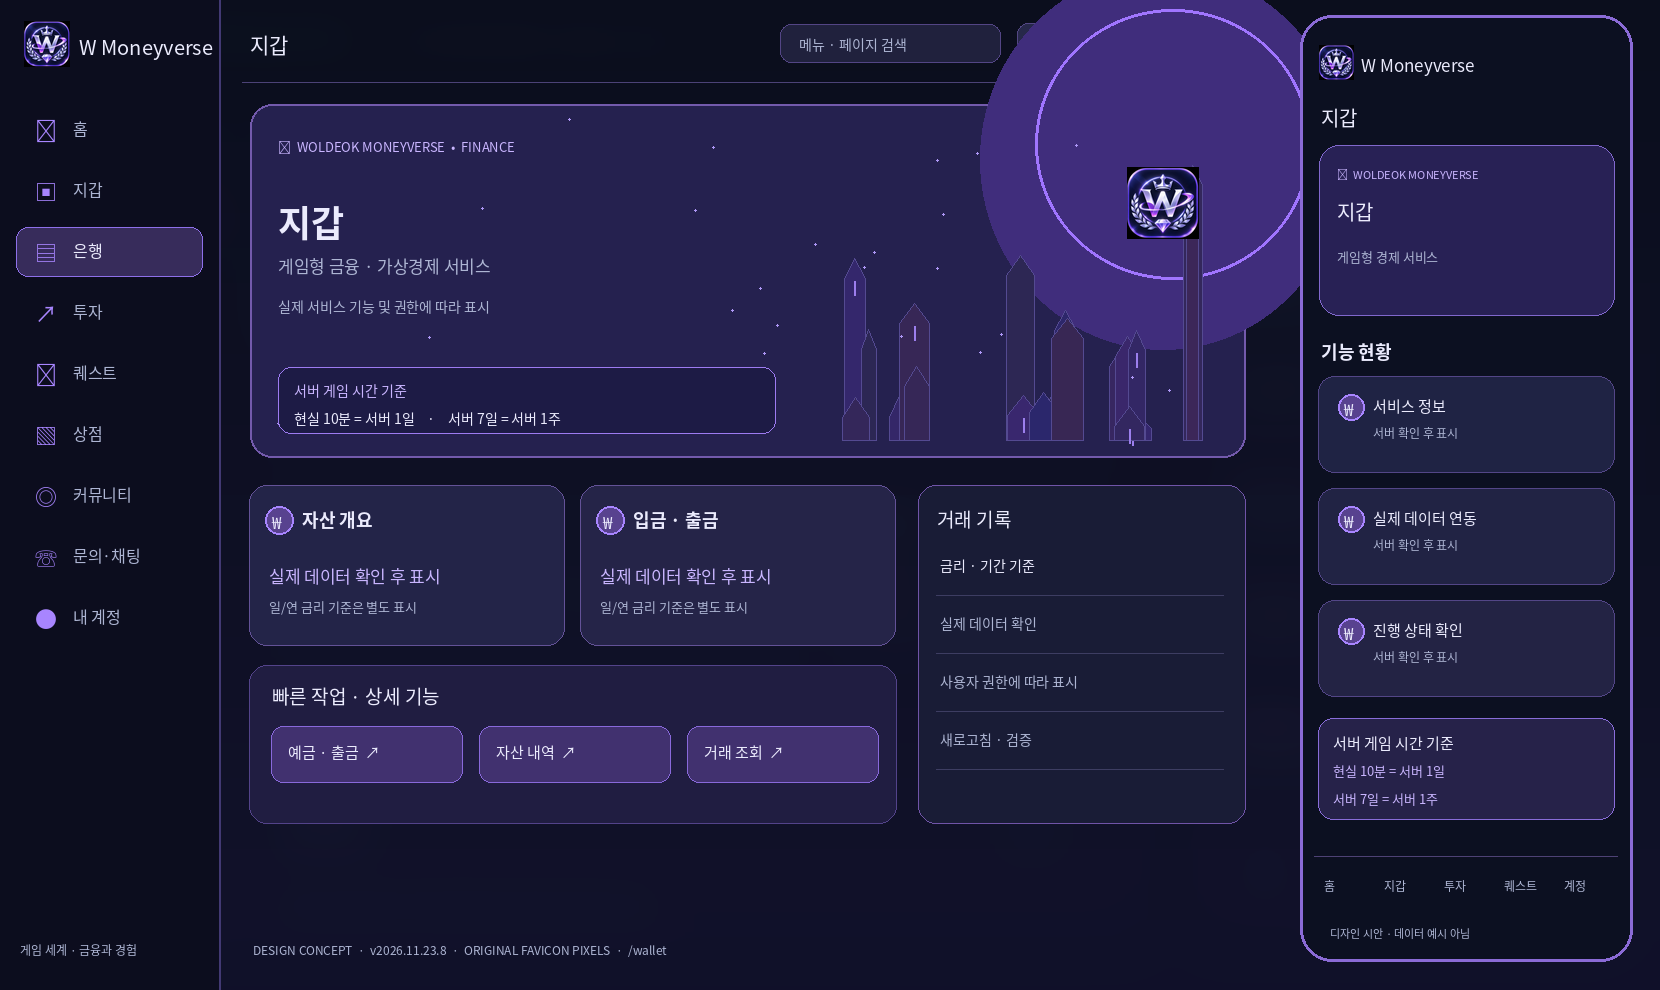 W Moneyverse
홈
지갑
은행
투자
퀘스트
상점
커뮤니티
문의·채팅
내 계정
게임 세계 · 금융과 경험
지갑
메뉴 · 페이지 검색
WOLDEOK MONEYVERSE • FINANCE
지갑
게임형 금융 · 가상경제 서비스
실제 서비스 기능 및 권한에 따라 표시
서버 게임 시간 기준
현실 10분 = 서버 1일 · 서버 7일 = 서버 1주
W
₩ 자산 개요
실제 데이터 확인 후 표시
일/연 금리 기준은 별도 표시
₩ 입금 · 출금
실제 데이터 확인 후 표시
일/연 금리 기준은 별도 표시
거래 기록
금리 · 기간 기준
실제 데이터 확인
사용자 권한에 따라 표시
새로고침 · 검증
빠른 작업 · 상세 기능
예금 · 출금 ↗
자산 내역 ↗
거래 조회 ↗
DESIGN CONCEPT · v2026.11.23.8 · ORIGINAL FAVICON PIXELS · /wallet
W Moneyverse
지갑
WOLDEOK MONEYVERSE
지갑
게임형 경제 서비스
기능 현황
₩ 서비스 정보
서버 확인 후 표시
₩ 실제 데이터 연동
서버 확인 후 표시
₩ 진행 상태 확인
서버 확인 후 표시
서버 게임 시간 기준
현실 10분 = 서버 1일
서버 7일 = 서버 1주
홈 지갑 투자 퀘스트 계정
디자인 시안 · 데이터 예시 아님